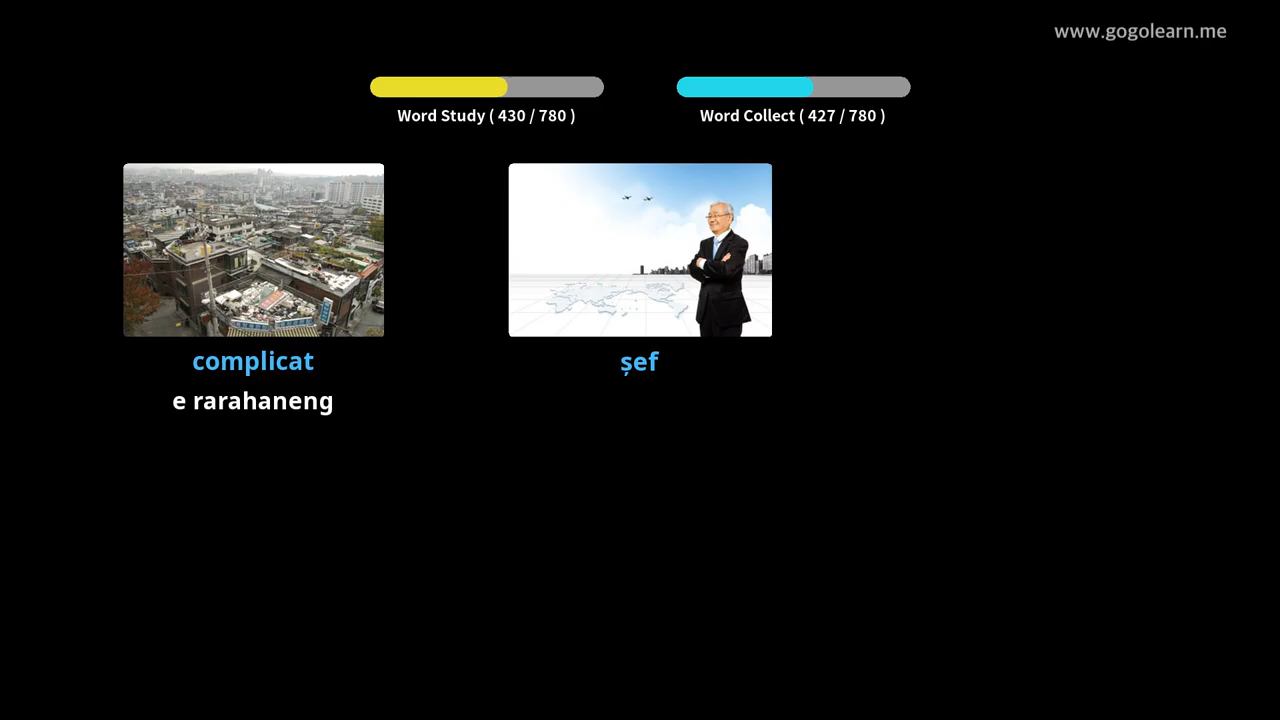 www.gogolearn.me
Word Study ( 430 / 780 )
Word Collect ( 427 / 780 )
complicat
e rarahaneng
șef